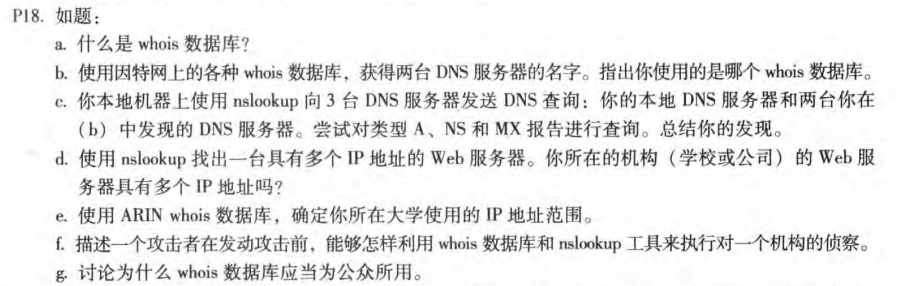 P18. 如题：
a. 什么是 whois 数据库？
b. 使用因特网上的各种 whois 数据库，获得两台 DNS 服务器的名字。指出你使用的是哪个 whois 数据库。
c. 你本地机器上使用 nslookup 向 3 台 DNS 服务器发送 DNS 查询：你的本地 DNS 服务器和两台你在
（b）中发现的 DNS 服务器。尝试对类型 A、NS 和 MX 报告进行查询。总结你的发现。
d. 使用 nslookup 找出一台具有多个 IP 地址的 Web 服务器。你所在的机构（学校或公司）的 Web 服
务器具有多个 IP 地址吗？
e. 使用 ARIN whois 数据库，确定你所在大学使用的 IP 地址范围。
f. 描述一个攻击者在发动攻击前，能够怎样利用 whois 数据库和 nslookup 工具来执行对一个机构的侦察。
g. 讨论为什么 whois 数据库应当为公众所用。